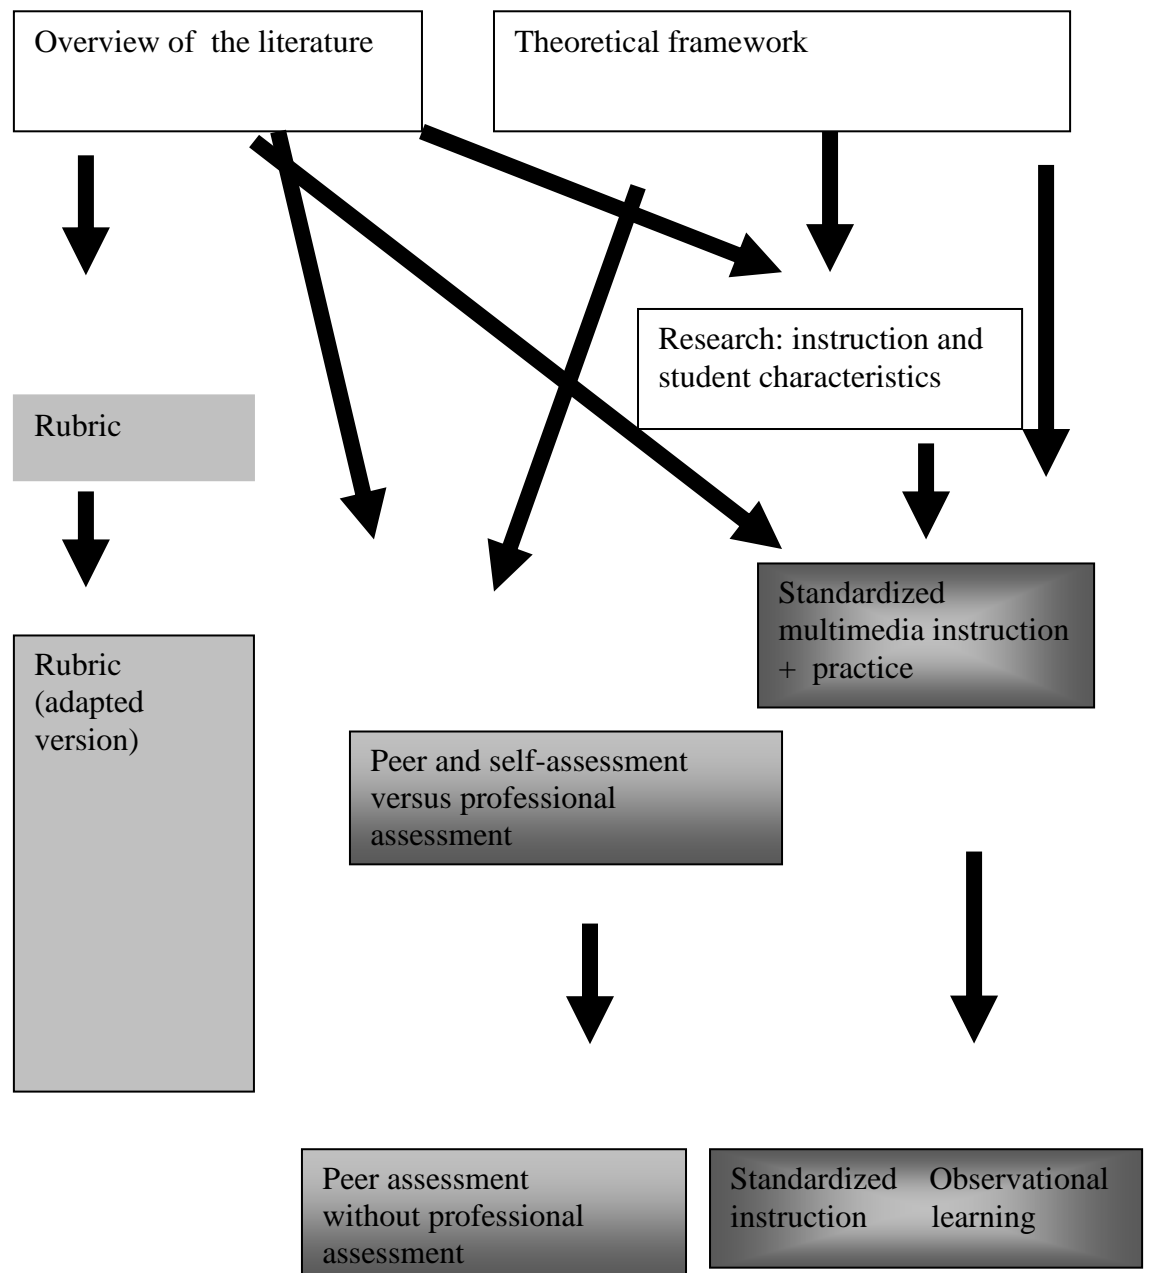 Overview of the literature
Theoretical framework
Research: instruction and
student characteristics
Rubric
Standardized
multimedia instruction
+ practice
Rubric
(adapted
version)
Peer and self-assessment
versus professional
assessment
Peer assessment
without professional
assessment
Standardized Observational
instruction learning